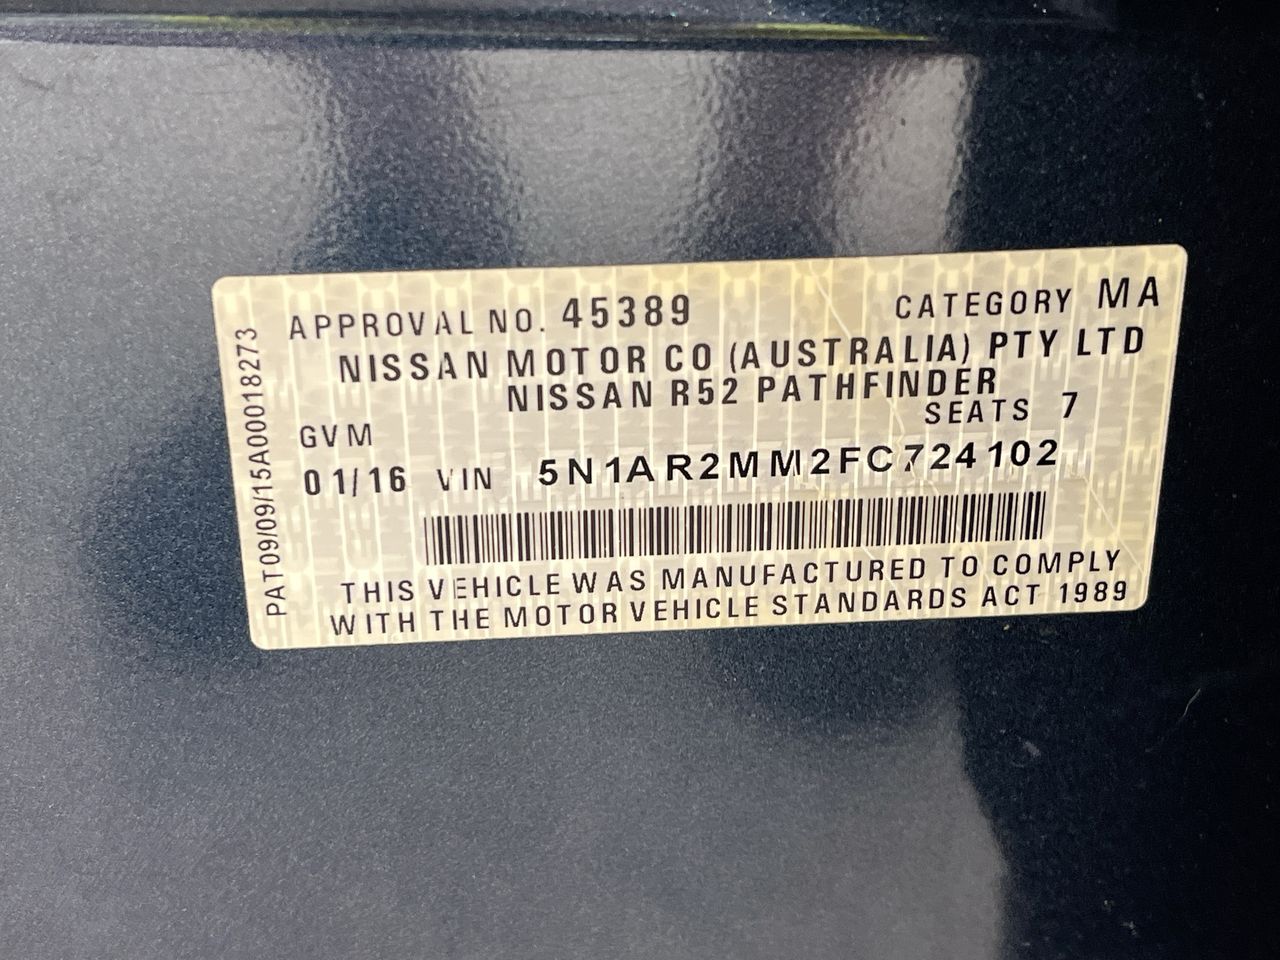 APPROVAL NO. 45389 CATEGORY MA
NISSAN MOTOR CO (AUSTRALIA) PTY LTD
NISSAN R52 PATHFINDER
SEATS 7
GVM
01/16 VIN 5N1AR2MM2FC724102
THIS VEHICLE WAS MANUFACTURED TO COMPLY
WITH THE MOTOR VEHICLE STANDARDS ACT 1989
PAT09/09/15A00018273